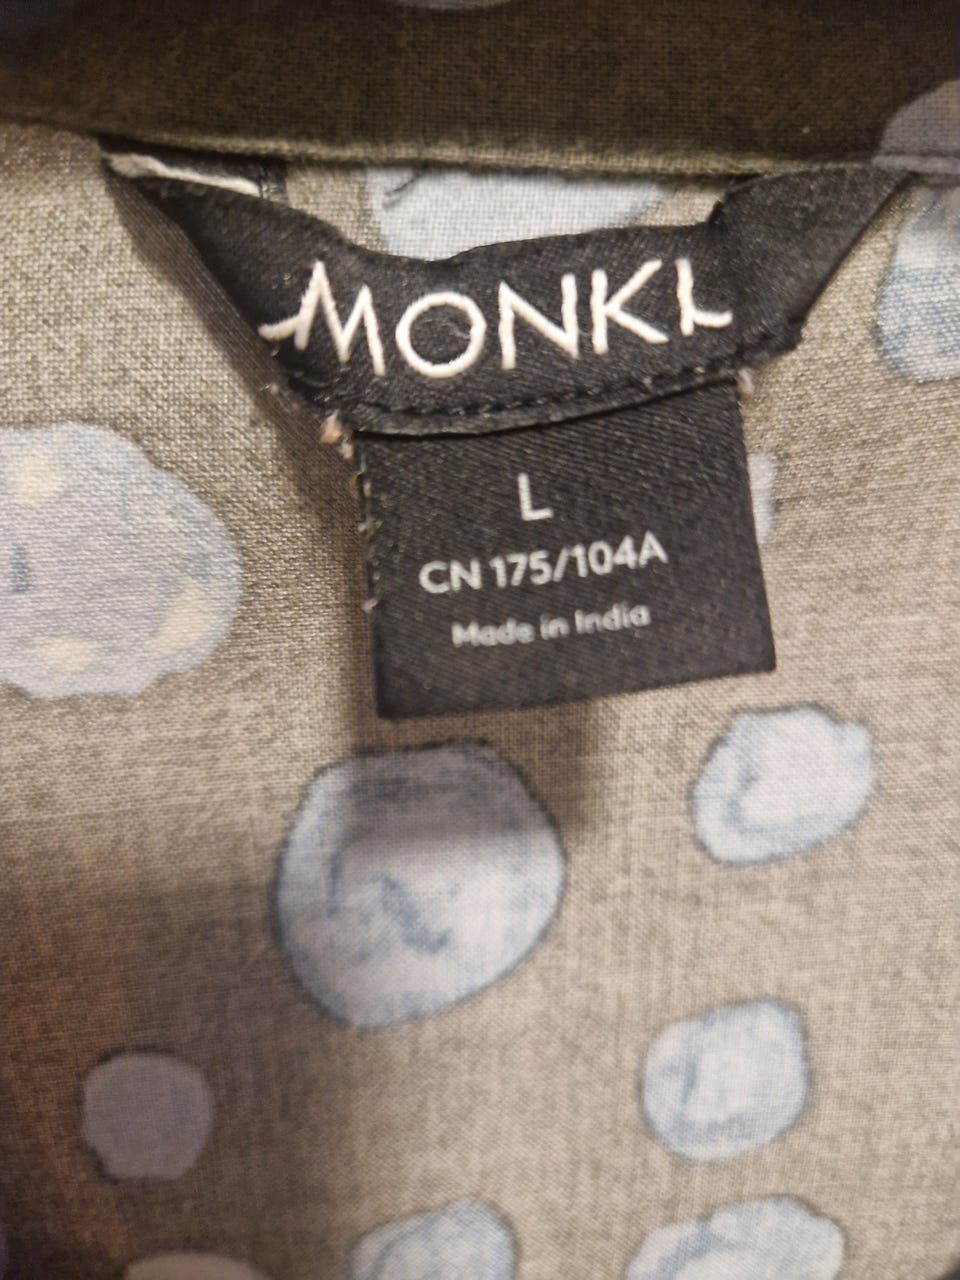 MONKI
L
CN 175/104A
Made in India